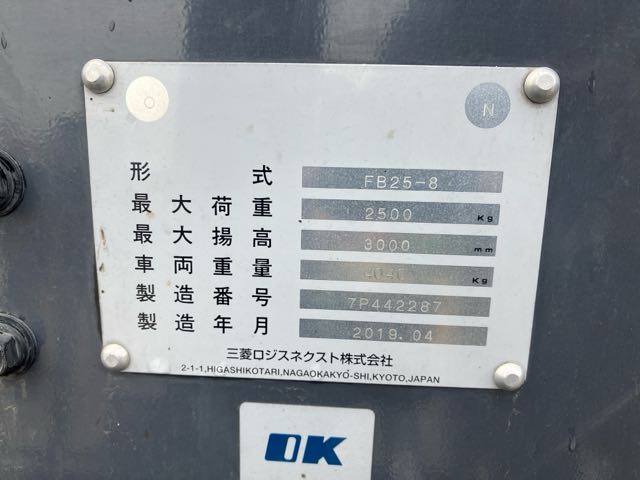 O N
形式 FB25-8
最大荷重 2500 Kg
最大揚高 3000 mm
車両重量 4040 Kg
製造番号 7P442287
製造年月 2019.04
三菱ロジスネクスト株式会社
2-1-1,HIGASHIKOTARI,NAGAOKAKYO-SHI,KYOTO,JAPAN
OK